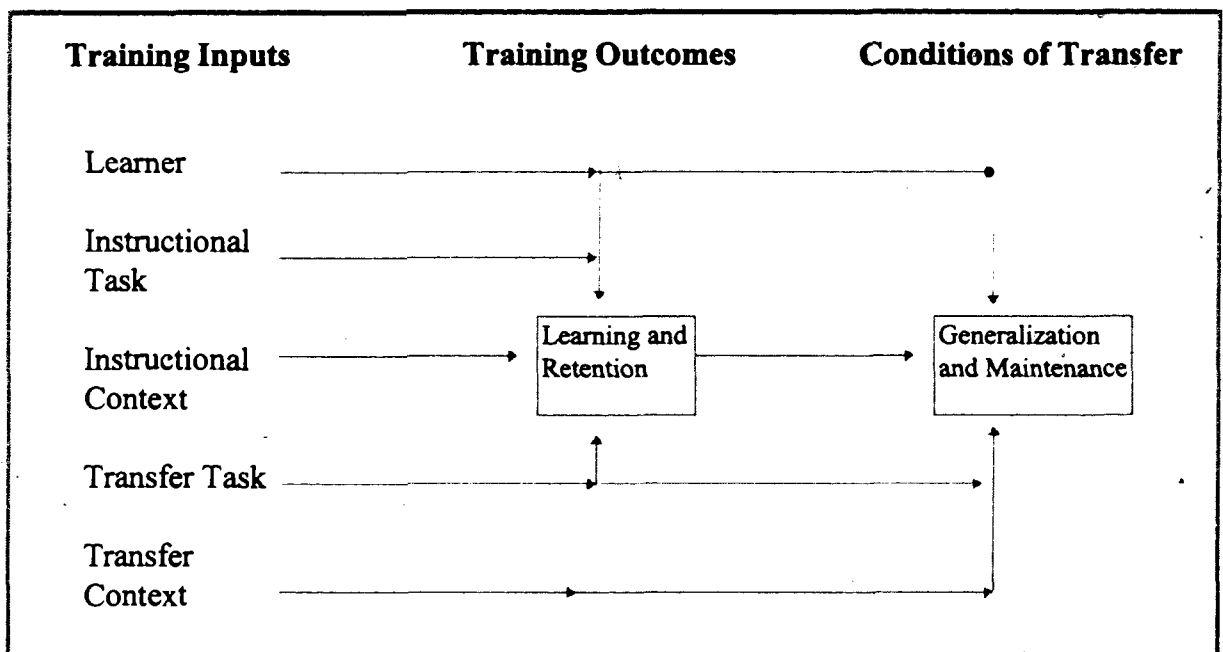 Training Inputs Training Outcomes Conditions of Transfer
Learner
Instructional
Task
Instructional
Context
Learning and
Retention
Generalization
and Maintenance
Transfer Task
Transfer
Context